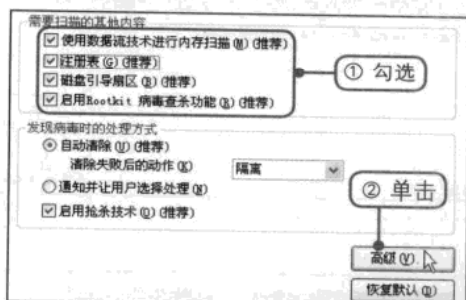 需要扫描的其他内容
使用数据流技术进行内存扫描(M)(推荐)
注册表(G)(推荐)
① 勾选
磁盘引导扇区(B)(推荐)
启用Rootkit 病毒查杀功能(R)(推荐)
发现病毒时的处理方式
自动清除(U)(推荐)
清除失败后的动作(X)
隔离
通知并让用户选择处理(N)
② 单击
启用抢杀技术(Q)(推荐)
高级(V)
恢复默认(D)